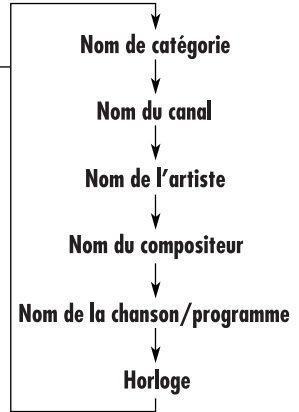 Nom de catégorie
Nom du canal
Nom de l'artiste
Nom du compositeur
Nom de la chanson/programme
Horloge